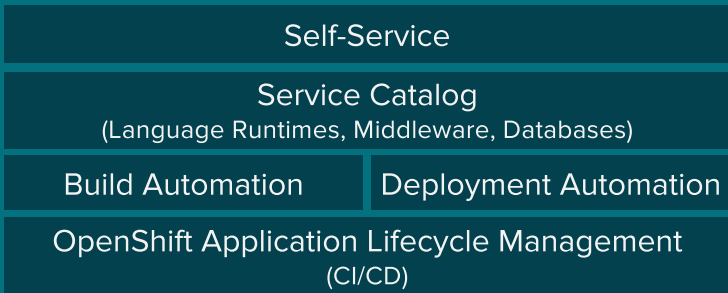 Self-Service
Service Catalog
(Language Runtimes, Middleware, Databases)
Build Automation
Deployment Automation
OpenShift Application Lifecycle Management
(CI/CD)